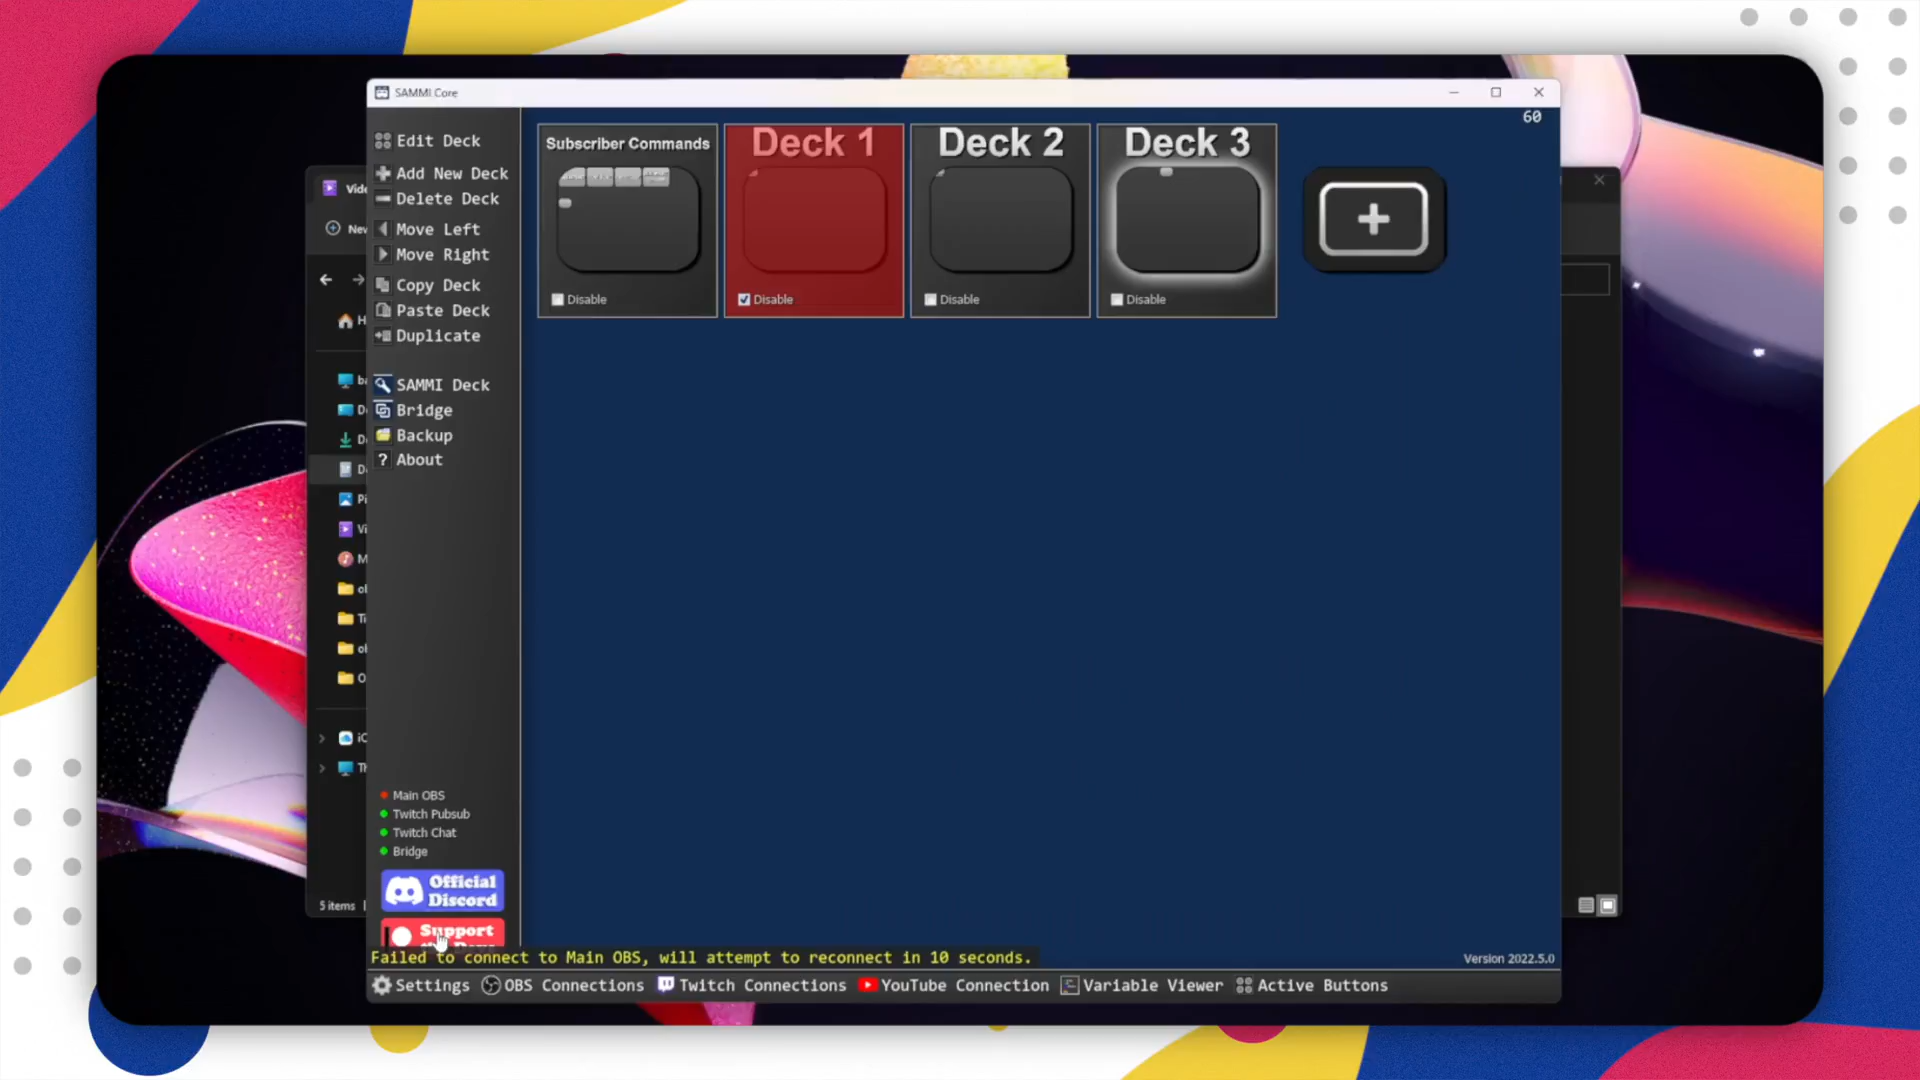 SAMMI Core
60
Edit Deck
Add New Deck
Delete Deck
Move Left
Move Right
Copy Deck
Paste Deck
Duplicate
SAMMI Deck
Bridge
Backup
About
Subscriber Commands
Disable
Deck 1
Disable
Deck 2
Disable
Deck 3
Disable
Main OBS
Twitch Pubsub
Twitch Chat
Bridge
Official
Discord
Support
5 items
Failed to connect to Main OBS, will attempt to reconnect in 10 seconds.
Version 2022.5.0
Settings
OBS Connections
Twitch Connections
YouTube Connection
Variable Viewer
Active Buttons